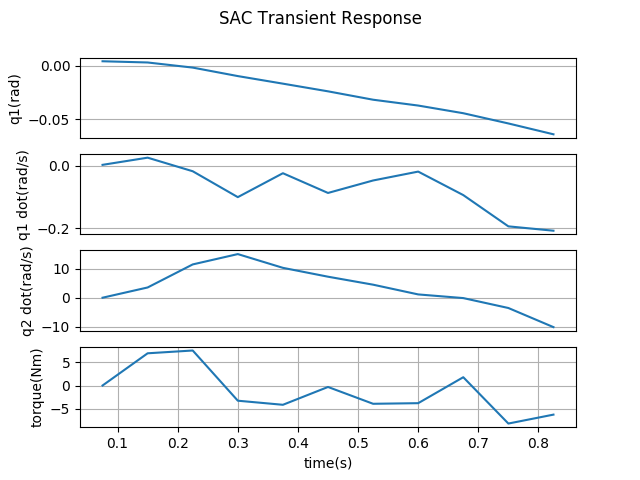 SAC Transient Response
q1(rad)
0.00
−0.05
q1 dot(rad/s)
0.0
−0.2
q2 dot(rad/s)
10
0
−10
torque(Nm)
5
0
−5
0.1 0.2 0.3 0.4 0.5 0.6 0.7 0.8
time(s)